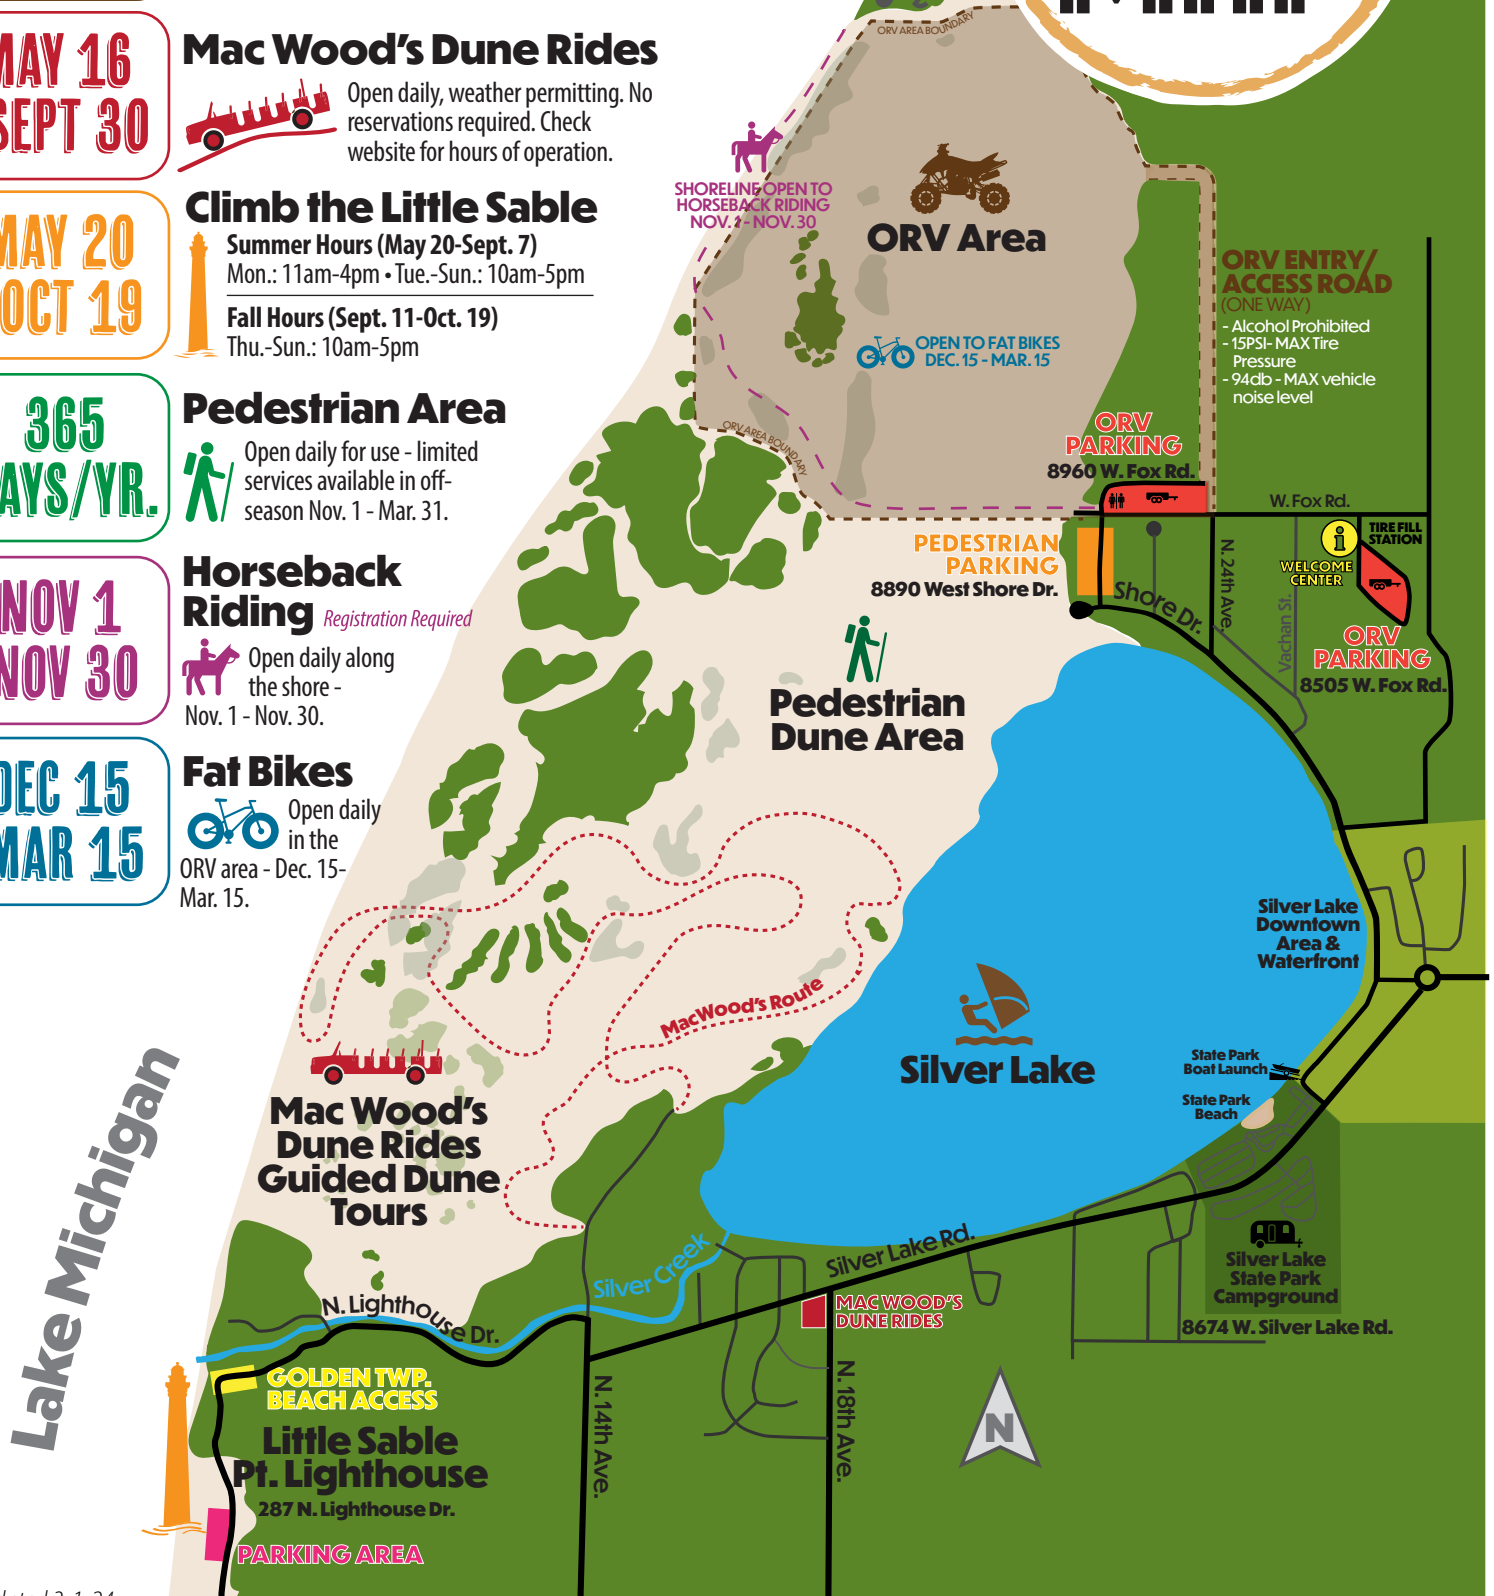 MAY 16
SEPT 30
Mac Wood's Dune Rides
Open daily, weather permitting. No
reservations required. Check
website for hours of operation.
MAY 20
OCT 19
Climb the Little Sable
Summer Hours (May 20-Sept. 7)
Mon.: 11am-4pm • Tue.-Sun.: 10am-5pm
Fall Hours (Sept. 11-Oct. 19)
Thu.-Sun.: 10am-5pm
365
DAYS/YR.
Pedestrian Area
Open daily for use - limited
services available in off-
season Nov. 1 - Mar. 31.
NOV 1
NOV 30
Horseback
Riding Registration Required
Open daily along
the shore -
Nov. 1 - Nov. 30.
DEC 15
MAR 15
Fat Bikes
Open daily
in the
ORV area - Dec. 15-
Mar. 15.
ORV AREA BOUNDARY
SHORELINE OPEN TO
HORSEBACK RIDING
NOV. 1 - NOV. 30
ORV Area
OPEN TO FAT BIKES
DEC. 15 - MAR. 15
ORV AREA BOUNDARY
ORV ENTRY/
ACCESS ROAD
(ONE WAY)
- Alcohol Prohibited
- 15PSI- MAX Tire
Pressure
- 94db - MAX vehicle
noise level
ORV
PARKING
8960 W. Fox Rd.
W. Fox Rd.
PEDESTRIAN
PARKING
8890 West Shore Dr.
Shore Dr.
N. 24th Ave.
Vachan St.
i
WELCOME
CENTER
TIRE FILL
STATION
ORV
PARKING
8505 W. Fox Rd.
Pedestrian
Dune Area
Silver Lake
Downtown
Area &
Waterfront
MacWood's Route
Silver Lake
State Park
Boat Launch
State Park
Beach
Mac Wood's
Dune Rides
Guided Dune
Tours
Lake Michigan
Silver Creek
Silver Lake Rd.
Silver Lake
State Park
Campground
8674 W. Silver Lake Rd.
N. Lighthouse Dr.
MAC WOOD'S
DUNE RIDES
GOLDEN TWP.
BEACH ACCESS
N. 14th Ave.
N. 18th Ave.
N
Little Sable
Pt. Lighthouse
287 N. Lighthouse Dr.
PARKING AREA